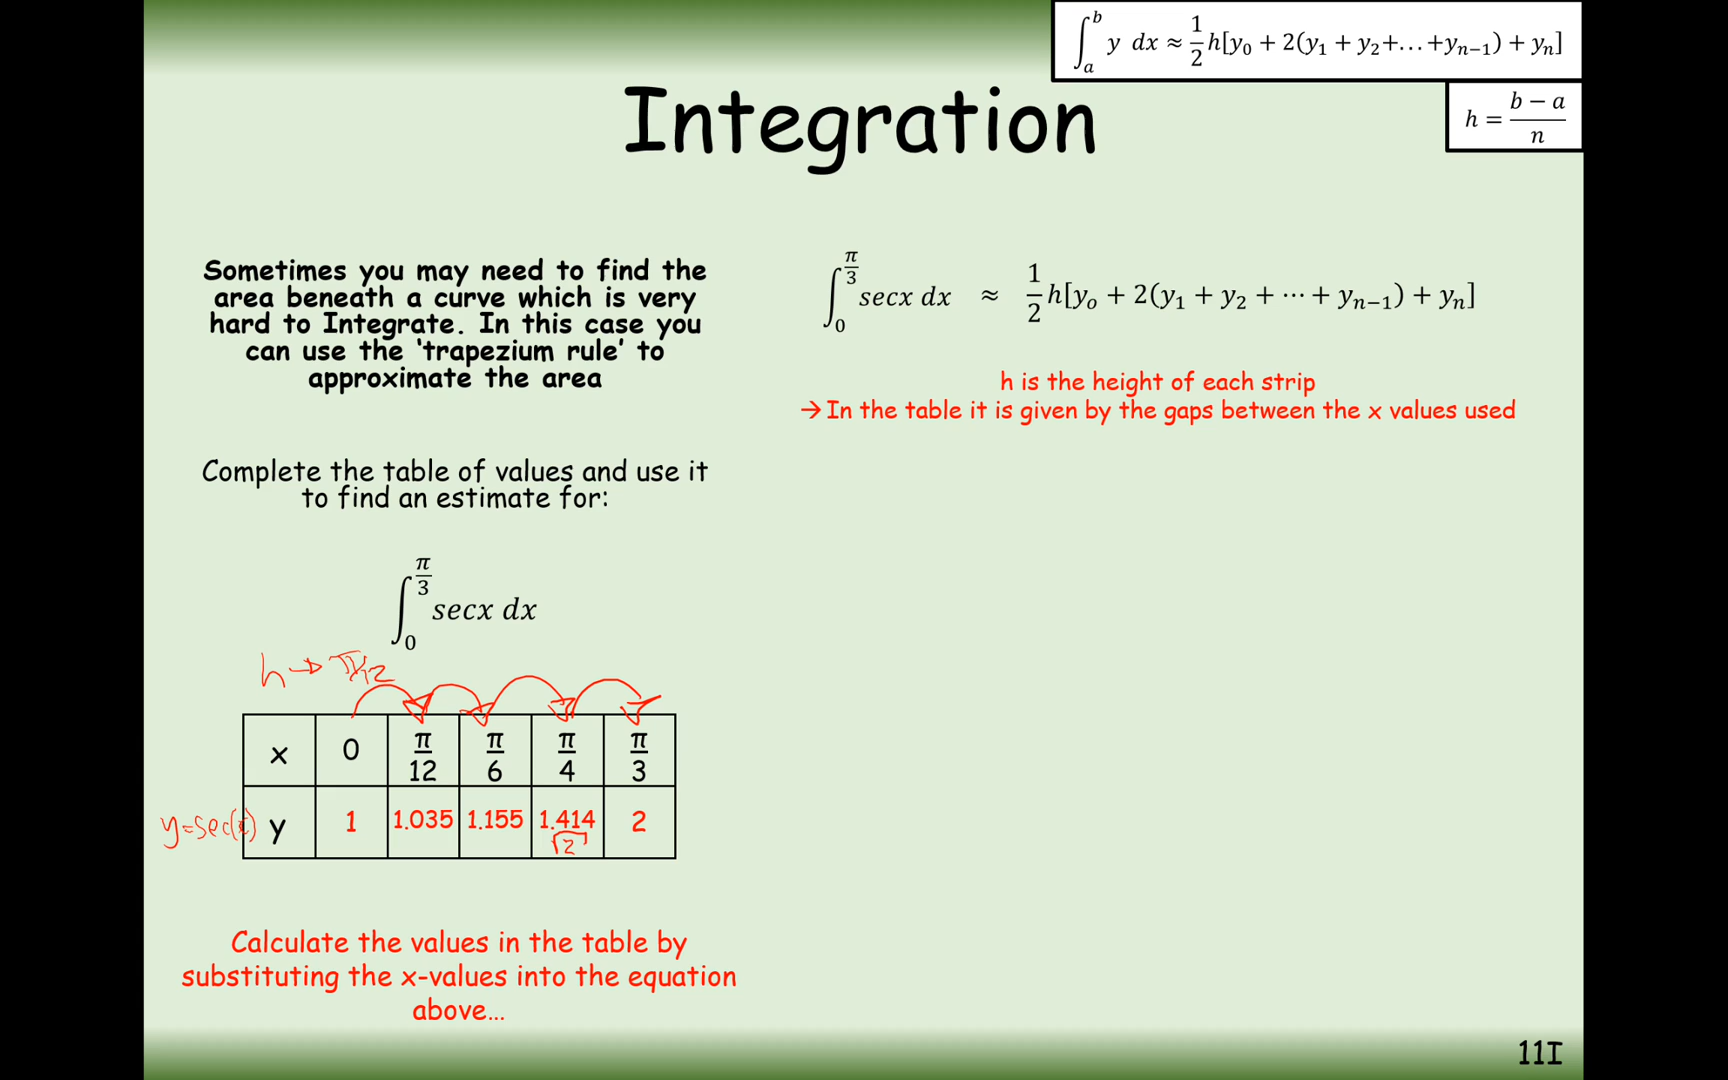 ∫_a^b y dx ≈ 1/2 h[y₀ + 2(y₁ + y₂+...+yₙ₋₁) + yₙ]
h = (b − a)/n
Integration
Sometimes you may need to find the
area beneath a curve which is very
hard to Integrate. In this case you
can use the ‘trapezium rule’ to
approximate the area
Complete the table of values and use it
to find an estimate for:
∫_0^(π/3) secx dx
h → π/12
x 0 π/12 π/6 π/4 π/3
y=sec(x) y 1 1.035 1.155 1.414 2
√2
Calculate the values in the table by
substituting the x-values into the equation
above...
∫_0^(π/3) secx dx ≈ 1/2 h[yₒ + 2(y₁ + y₂ + ⋯ + yₙ₋₁) + yₙ]
h is the height of each strip
→ In the table it is given by the gaps between the x values used
11I